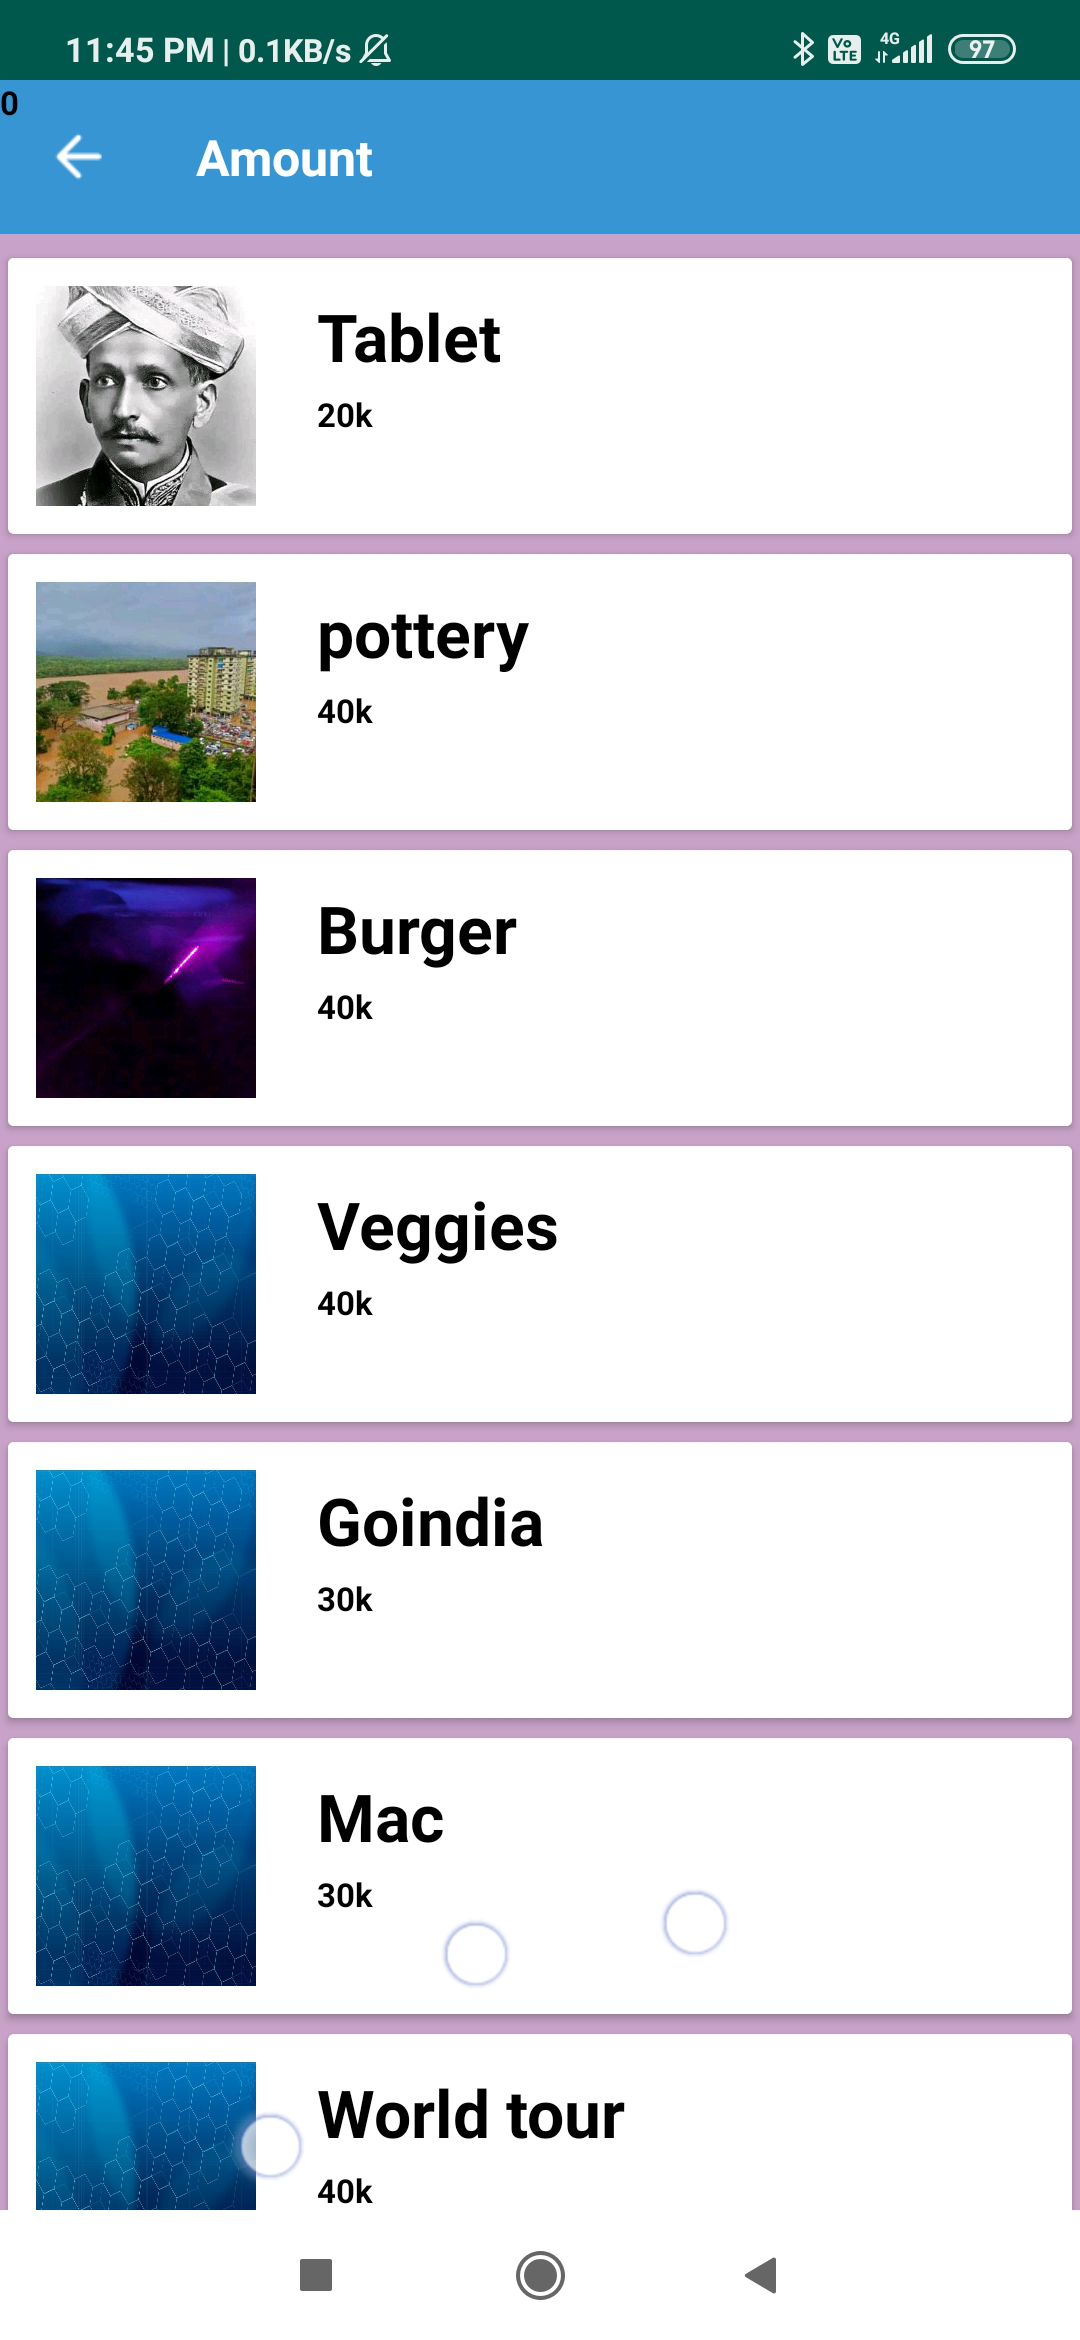 11:45 PM | 0.1KB/s
Vo LTE 4G 97
0
Amount
Tablet
20k
pottery
40k
Burger
40k
Veggies
40k
Goindia
30k
Mac
30k
World tour
40k